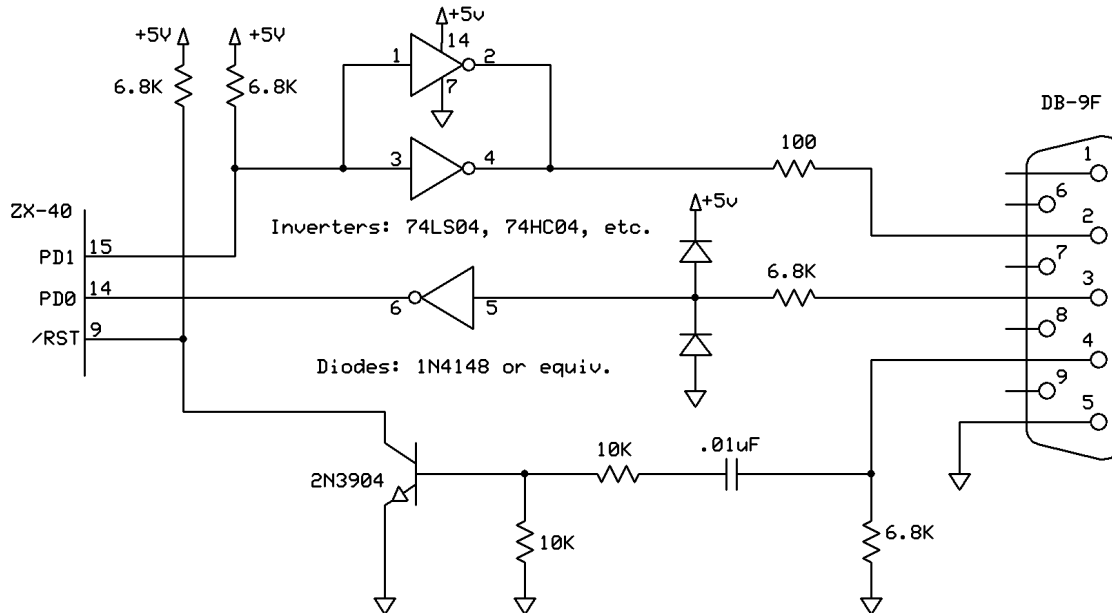 +5v
+5V
+5V
14
1
2
6.8K
6.8K
7
DB-9F
3
4
100
1
ZX-40
6
+5v
2
Inverters: 74LS04, 74HC04, etc.
PD1
15
7
6.8K
PD0
14
6
5
3
/RST
9
8
Diodes: 1N4148 or equiv.
4
9
5
.01uF
10K
2N3904
10K
6.8K